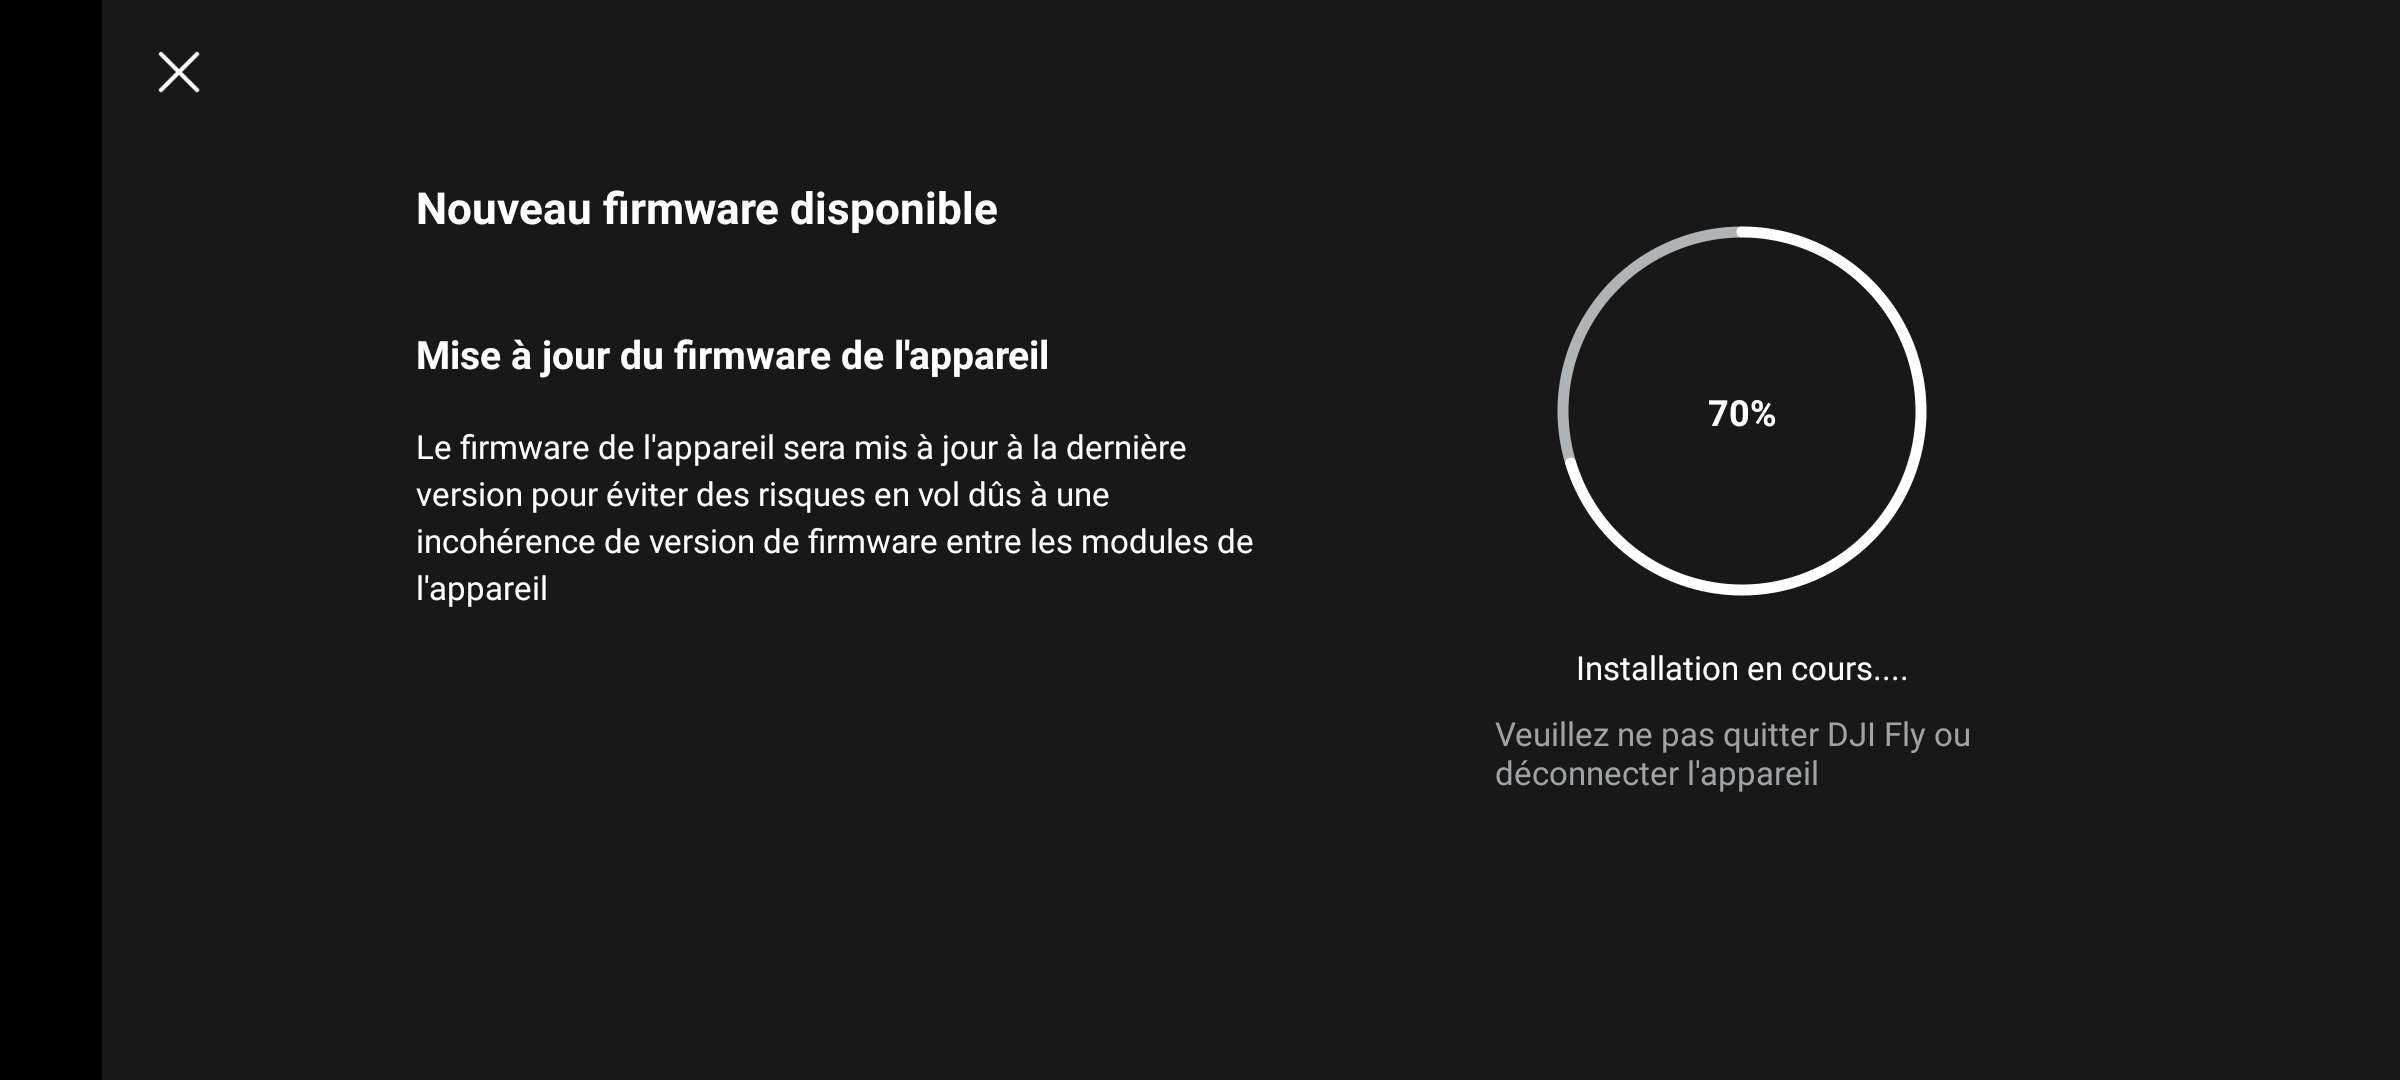 Nouveau firmware disponible
Mise à jour du firmware de l'appareil
Le firmware de l'appareil sera mis à jour à la dernière
version pour éviter des risques en vol dûs à une
incohérence de version de firmware entre les modules de
l'appareil
70%
Installation en cours....
Veuillez ne pas quitter DJI Fly ou
déconnecter l'appareil